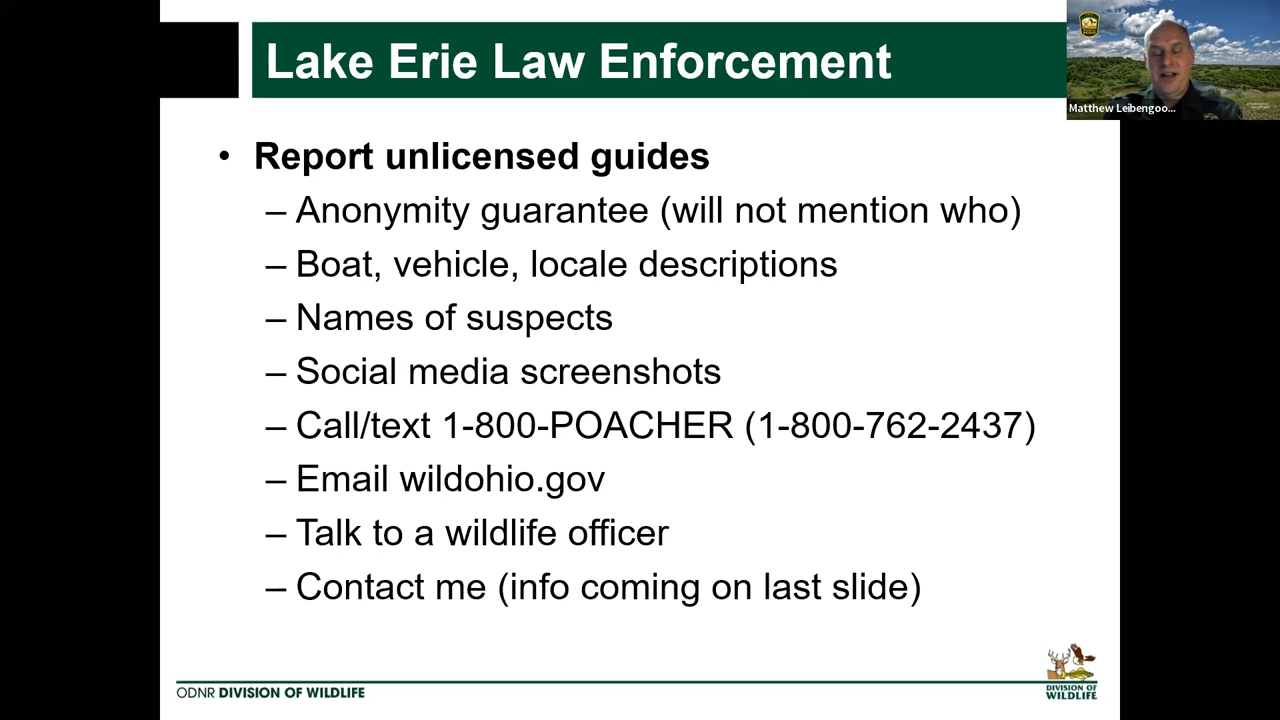 Lake Erie Law Enforcement
Matthew Leibengoo...
• Report unlicensed guides
– Anonymity guarantee (will not mention who)
– Boat, vehicle, locale descriptions
– Names of suspects
– Social media screenshots
– Call/text 1-800-POACHER (1-800-762-2437)
– Email wildohio.gov
– Talk to a wildlife officer
– Contact me (info coming on last slide)
ODNR DIVISION OF WILDLIFE
DIVISION OF
WILDLIFE